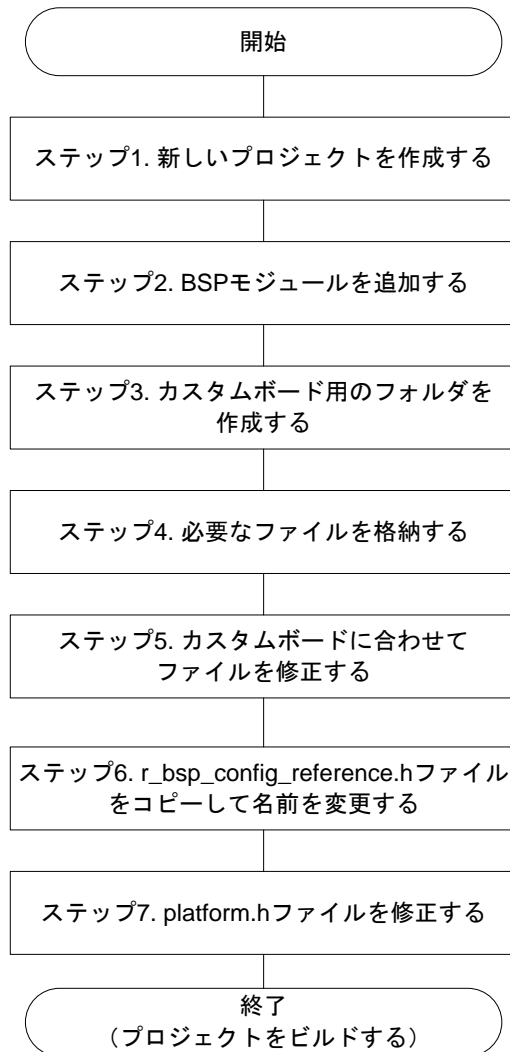 開始
ステップ1. 新しいプロジェクトを作成する
ステップ2. BSPモジュールを追加する
ステップ3. カスタムボード用のフォルダを
作成する
ステップ4. 必要なファイルを格納する
ステップ5. カスタムボードに合わせて
ファイルを修正する
ステップ6. r_bsp_config_reference.hファイル
をコピーして名前を変更する
ステップ7. platform.hファイルを修正する
終了
（プロジェクトをビルドする）